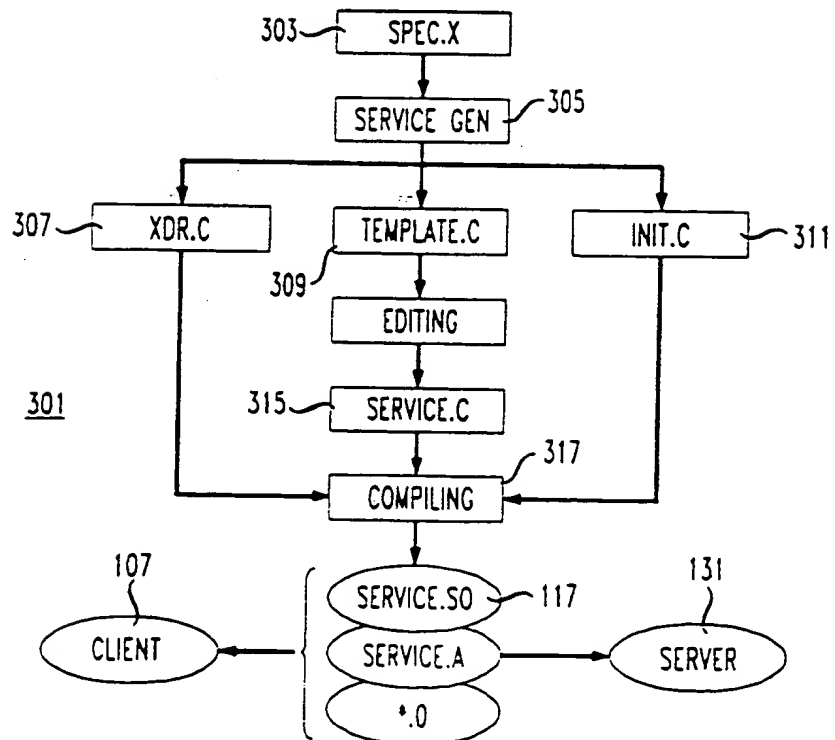 303
SPEC.X
SERVICE GEN
305
307
XDR.C
TEMPLATE.C
309
INIT.C
311
EDITING
301
315
SERVICE.C
317
COMPILING
107
CLIENT
SERVICE.SO
117
SERVICE.A
*.O
131
SERVER